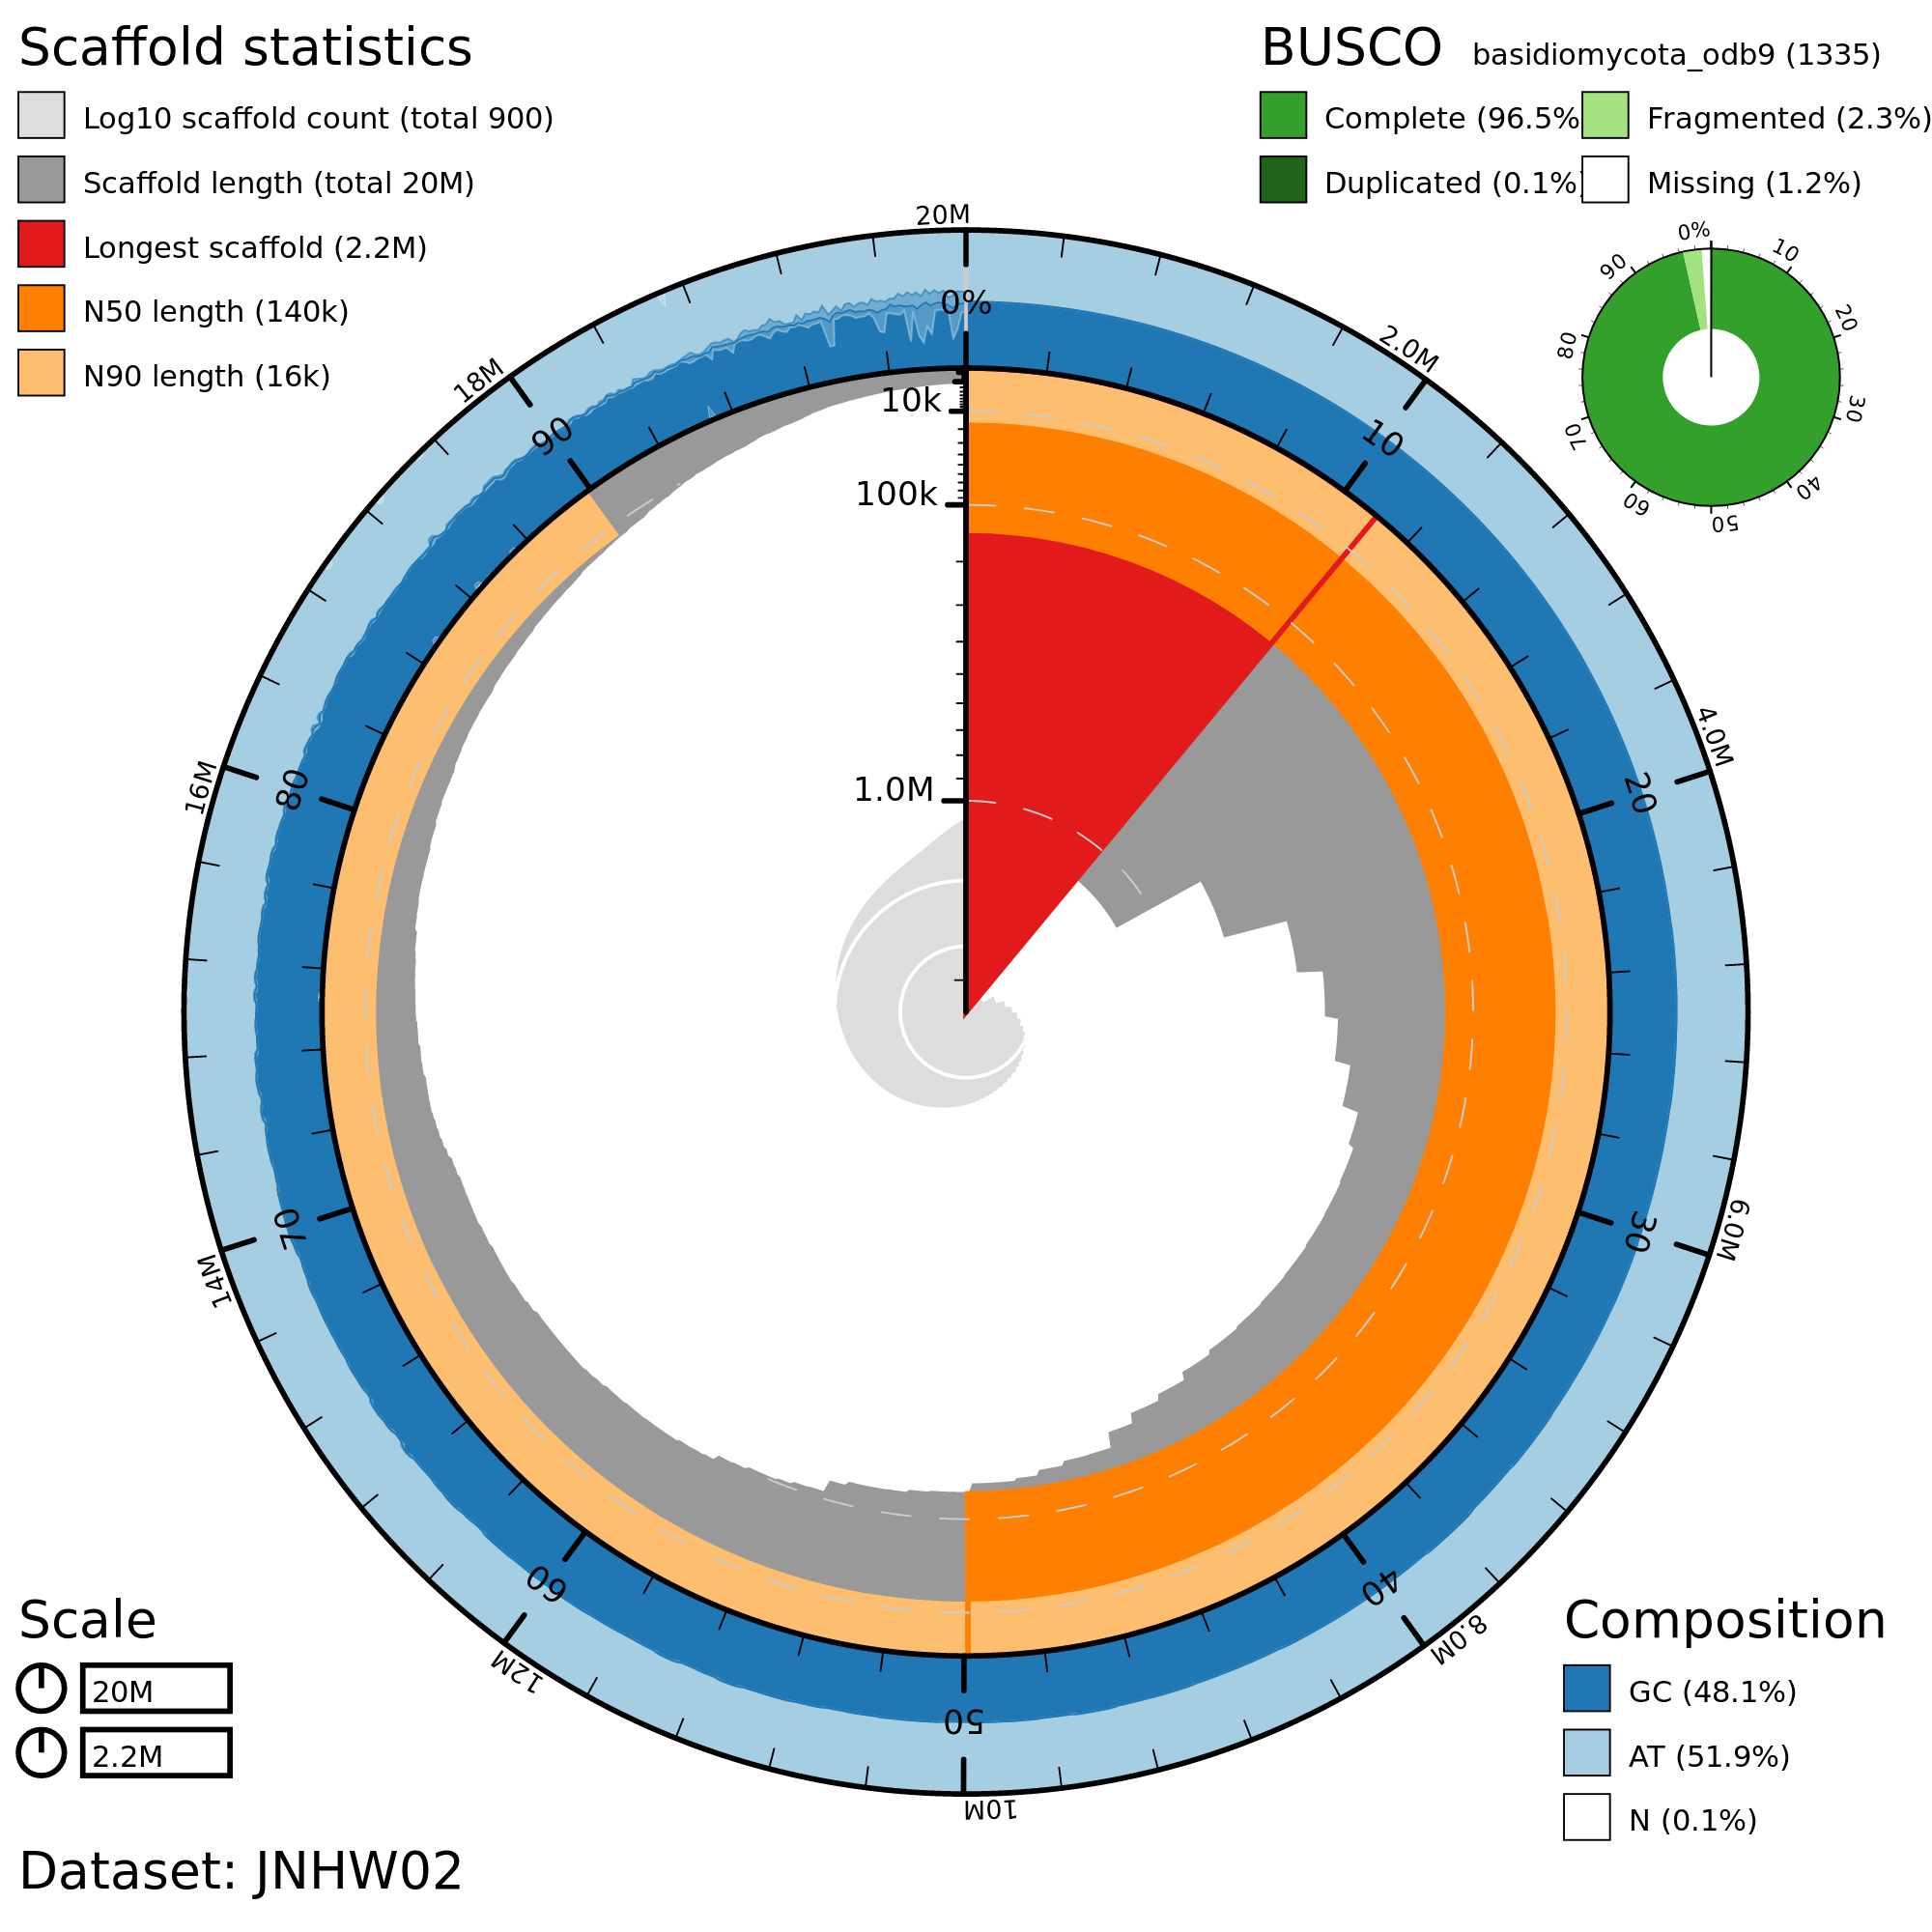 Scaffold statistics
Log10 scaffold count (total 900)
Scaffold length (total 20M)
Longest scaffold (2.2M)
N50 length (140k)
N90 length (16k)
BUSCO basidiomycota_odb9 (1335)
Complete (96.5%
Fragmented (2.3%)
Duplicated (0.1%)
Missing (1.2%)
0%
10
20
30
40
50
60
70
80
90
20M
2.0M
4.0M
6.0M
8.0M
10M
12M
14M
16M
18M
0%
10
20
30
40
50
60
70
80
90
10k
100k
1.0M
Scale
20M
2.2M
Composition
GC (48.1%)
AT (51.9%)
N (0.1%)
Dataset: JNHW02